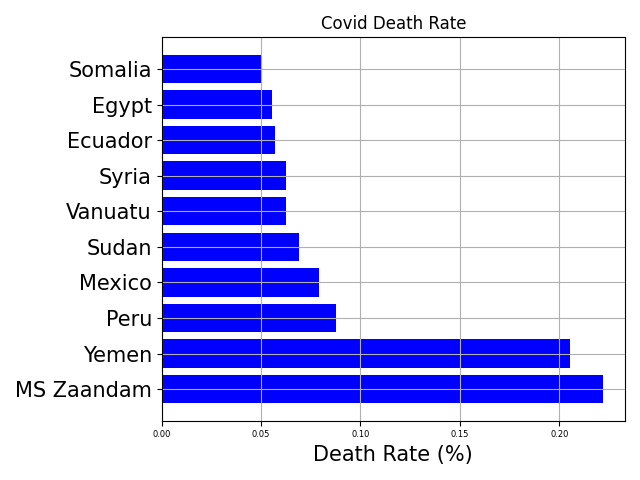 Covid Death Rate
Somalia
Egypt
Ecuador
Syria
Vanuatu
Sudan
Mexico
Peru
Yemen
MS Zaandam
0.00 0.05 0.10 0.15 0.20
Death Rate (%)